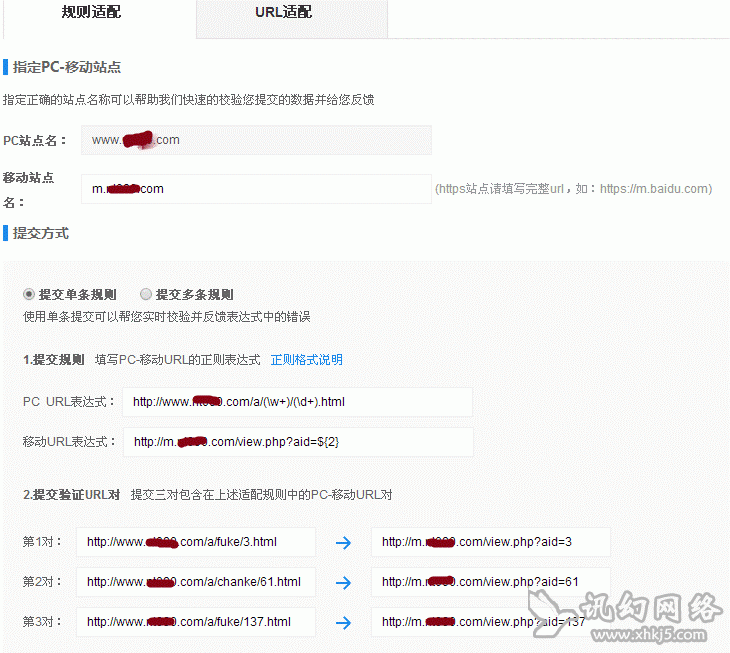 规则适配 URL适配
指定PC-移动站点
指定正确的站点名称可以帮助我们快速的校验您提交的数据并给您反馈
PC站点名： www. .com
移动站点名： m. .com (https站点请填写完整url，如：https://m.baidu.com)
提交方式
提交单条规则 提交多条规则
使用单条提交可以帮您实时校验并反馈表达式中的错误
1.提交规则 填写PC-移动URL的正则表达式 正则格式说明
PC URL表达式： http://www. .com/a/(\w+)/(\d+).html
移动URL表达式： http://m. .com/view.php?aid=${2}
2.提交验证URL对 提交三对包含在上述适配规则中的PC-移动URL对
第1对： http://www. .com/a/fuke/3.html → http://m. .com/view.php?aid=3
第2对： http://www. .com/a/chanke/61.html → http://m. .com/view.php?aid=61
第3对： http://www. .com/a/fuke/137.html → http://m. .com/view.php?aid=137
讯幻网络
www.xhkj5.com